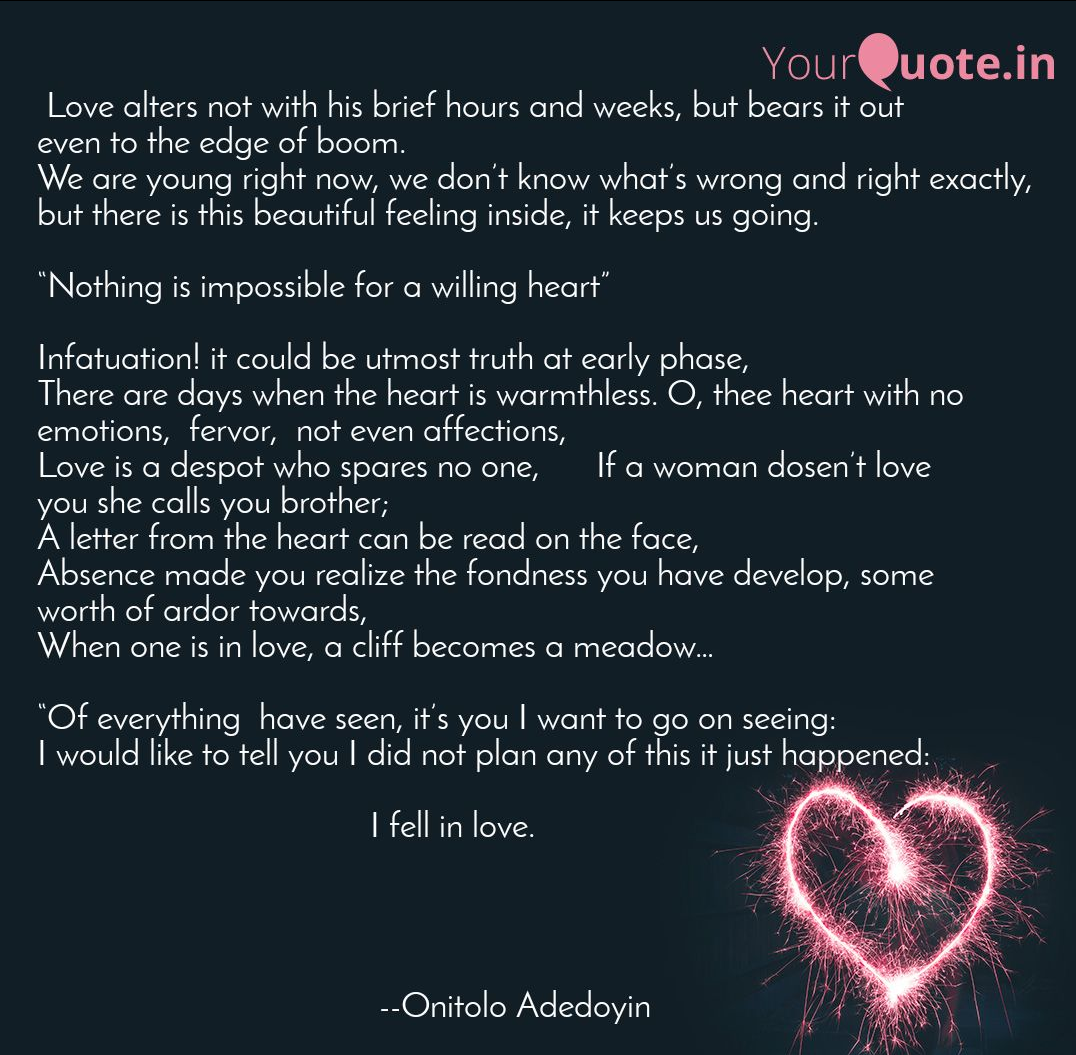 YourQuote.in
Love alters not with his brief hours and weeks, but bears it out
even to the edge of boom.
We are young right now, we don't know what's wrong and right exactly,
but there is this beautiful feeling inside, it keeps us going.
“Nothing is impossible for a willing heart”
Infatuation! it could be utmost truth at early phase,
There are days when the heart is warmthless. O, thee heart with no
emotions,  fervor,  not even affections,
Love is a despot who spares no one,      If a woman dosen't love
you she calls you brother;
A letter from the heart can be read on the face,
Absence made you realize the fondness you have develop, some
worth of ardor towards,
When one is in love, a cliff becomes a meadow...
“Of everything  have seen, it's you I want to go on seeing:
I would like to tell you I did not plan any of this it just happened:
I fell in love.
--Onitolo Adedoyin